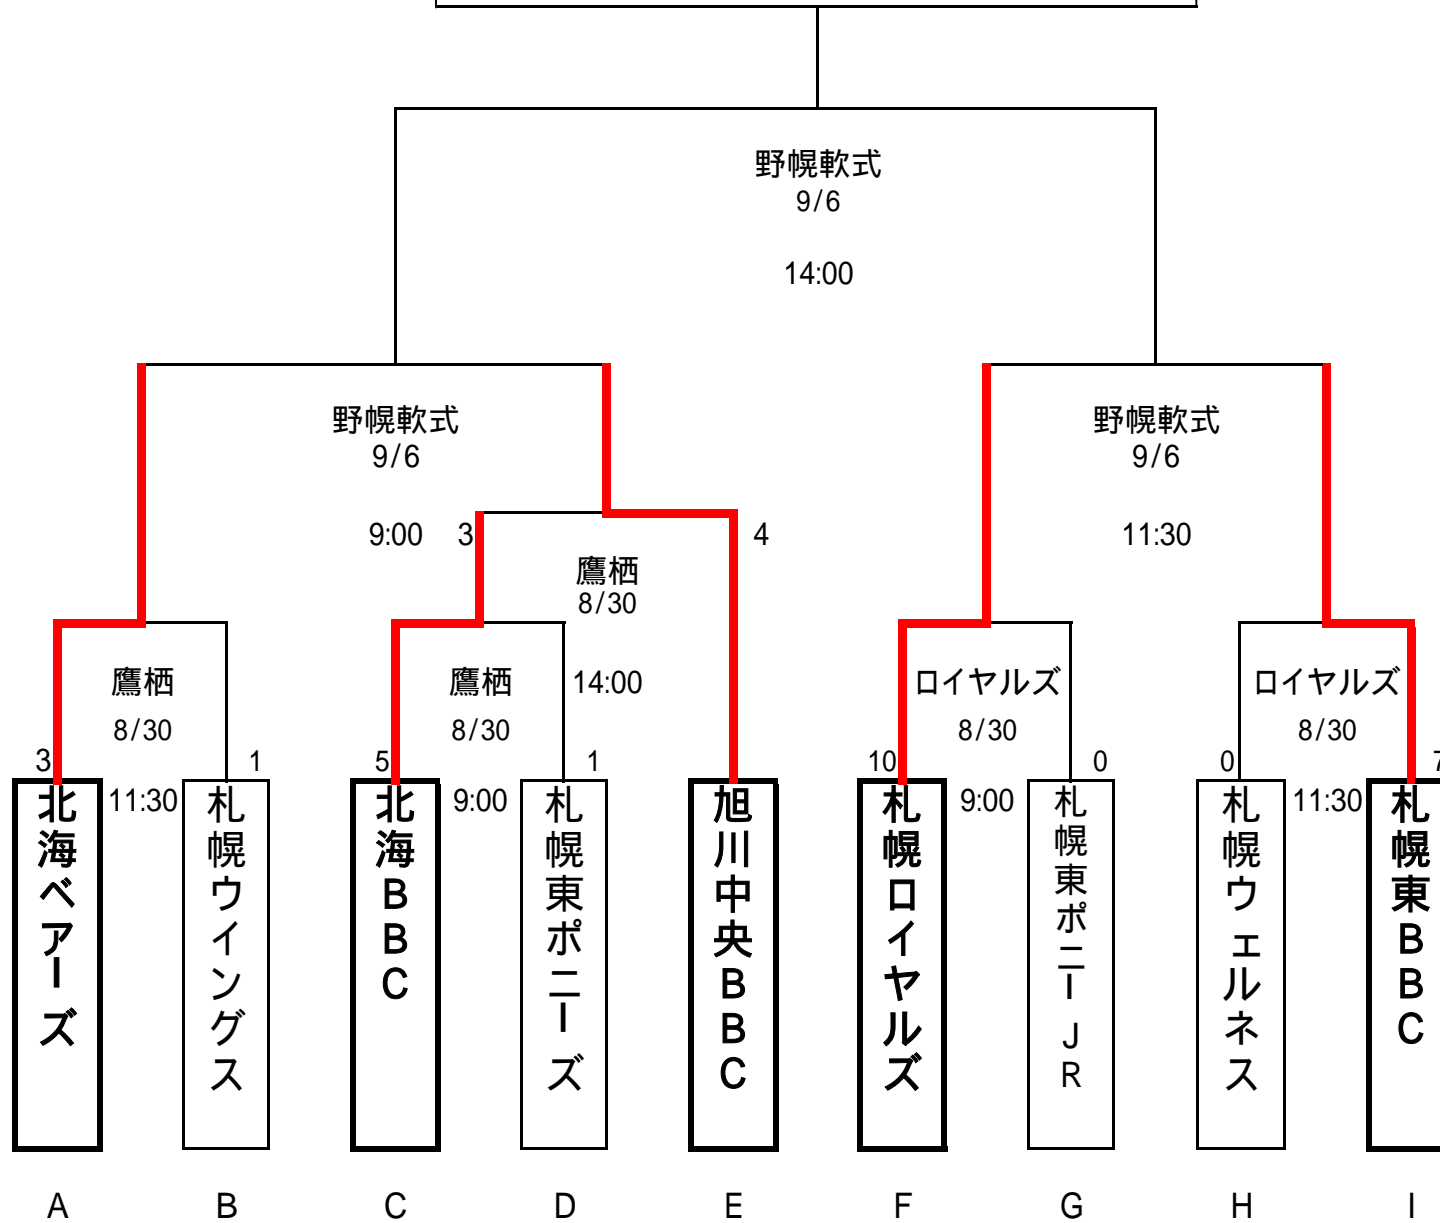 野幌軟式
9/6
14:00
野幌軟式
9/6
9:00
野幌軟式
9/6
11:30
3
4
鷹栖
8/30
14:00
鷹栖
8/30
11:30
鷹栖
8/30
9:00
ロイヤルズ
8/30
9:00
ロイヤルズ
8/30
11:30
3
1
5
1
10
0
0
7
北海ベアーズ
札幌ウイングス
北海BBC
札幌東ポニーズ
旭川中央BBC
札幌ロイヤルズ
札幌東ポニーJR
札幌ウェルネス
札幌東BBC
A
B
C
D
E
F
G
H
I